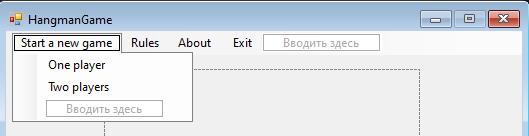 HangmanGame
Start a new game Rules About Exit Вводить здесь
One player
Two players
Вводить здесь